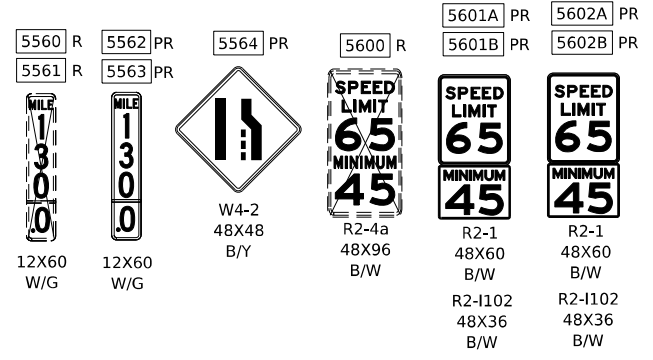 5560 R
5561 R
MILE
1
3
0
0
.0
12X60
W/G
5562 PR
5563 PR
MILE
1
3
0
0
.0
12X60
W/G
5564 PR
W4-2
48X48
B/Y
5600 R
SPEED
LIMIT
65
MINIMUM
45
R2-4a
48X96
B/W
5601A PR
5601B PR
SPEED
LIMIT
65
MINIMUM
45
R2-1
48X60
B/W
R2-I102
48X36
B/W
5602A PR
5602B PR
SPEED
LIMIT
65
MINIMUM
45
R2-1
48X60
B/W
R2-I102
48X36
B/W